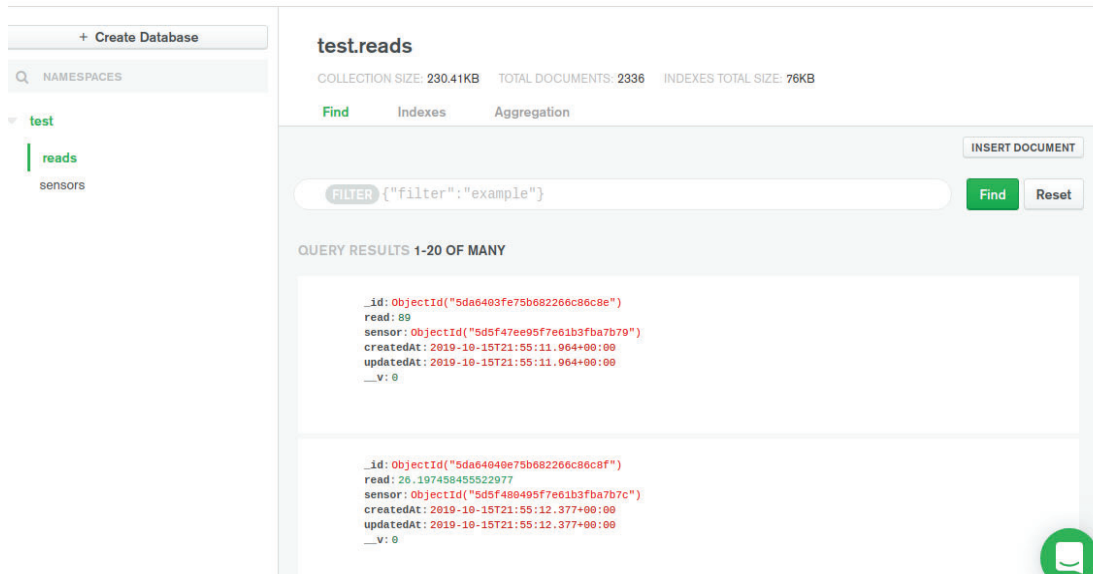 + Create Database
NAMESPACES
test
reads
sensors
test.reads
COLLECTION SIZE: 230.41KB TOTAL DOCUMENTS: 2336 INDEXES TOTAL SIZE: 76KB
Find Indexes Aggregation
INSERT DOCUMENT
FILTER {"filter":"example"}
Find Reset
QUERY RESULTS 1-20 OF MANY
_id: ObjectId("5da6403fe75b682266c86c8e")
read: 89
sensor: ObjectId("5d5f47ee95f7e61b3fba7b79")
createdAt: 2019-10-15T21:55:11.964+00:00
updatedAt: 2019-10-15T21:55:11.964+00:00
__v: 0
_id: ObjectId("5da64040e75b682266c86c8f")
read: 26.197458455522977
sensor: ObjectId("5d5f480495f7e61b3fba7b7c")
createdAt: 2019-10-15T21:55:12.377+00:00
updatedAt: 2019-10-15T21:55:12.377+00:00
__v: 0